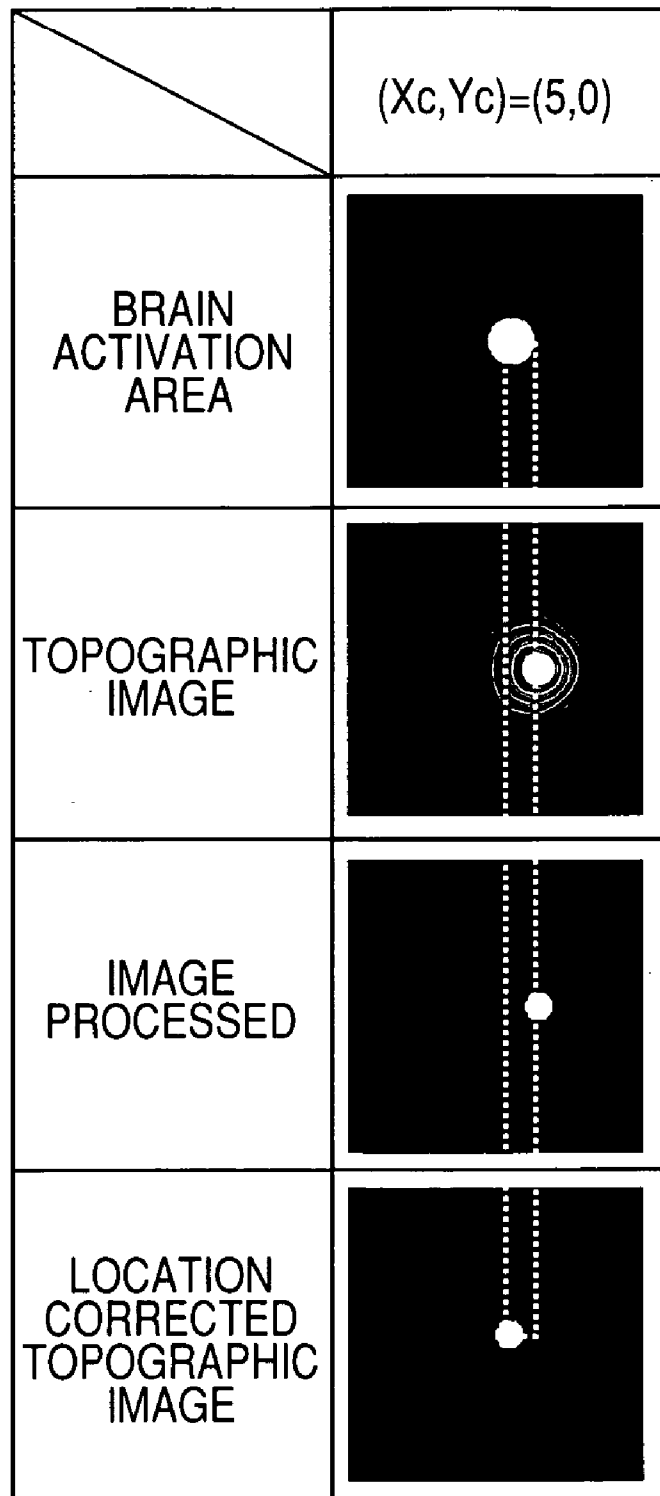 (Xc,Yc)=(5,0)
BRAIN
ACTIVATION
AREA
TOPOGRAPHIC
IMAGE
IMAGE
PROCESSED
LOCATION
CORRECTED
TOPOGRAPHIC
IMAGE